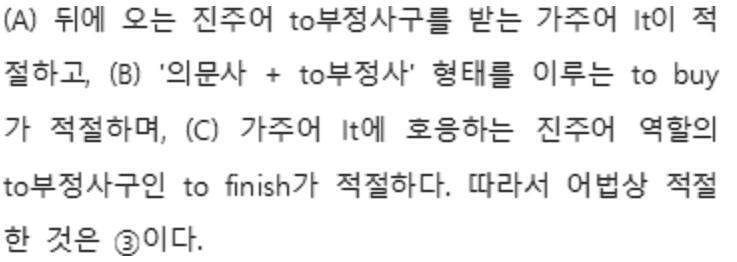 (A) 뒤에 오는 진주어 to부정사구를 받는 가주어 It이 적
절하고, (B) '의문사 + to부정사' 형태를 이루는 to buy
가 적절하며, (C) 가주어 It에 호응하는 진주어 역할의
to부정사구인 to finish가 적절하다. 따라서 어법상 적절
한 것은 ③이다.